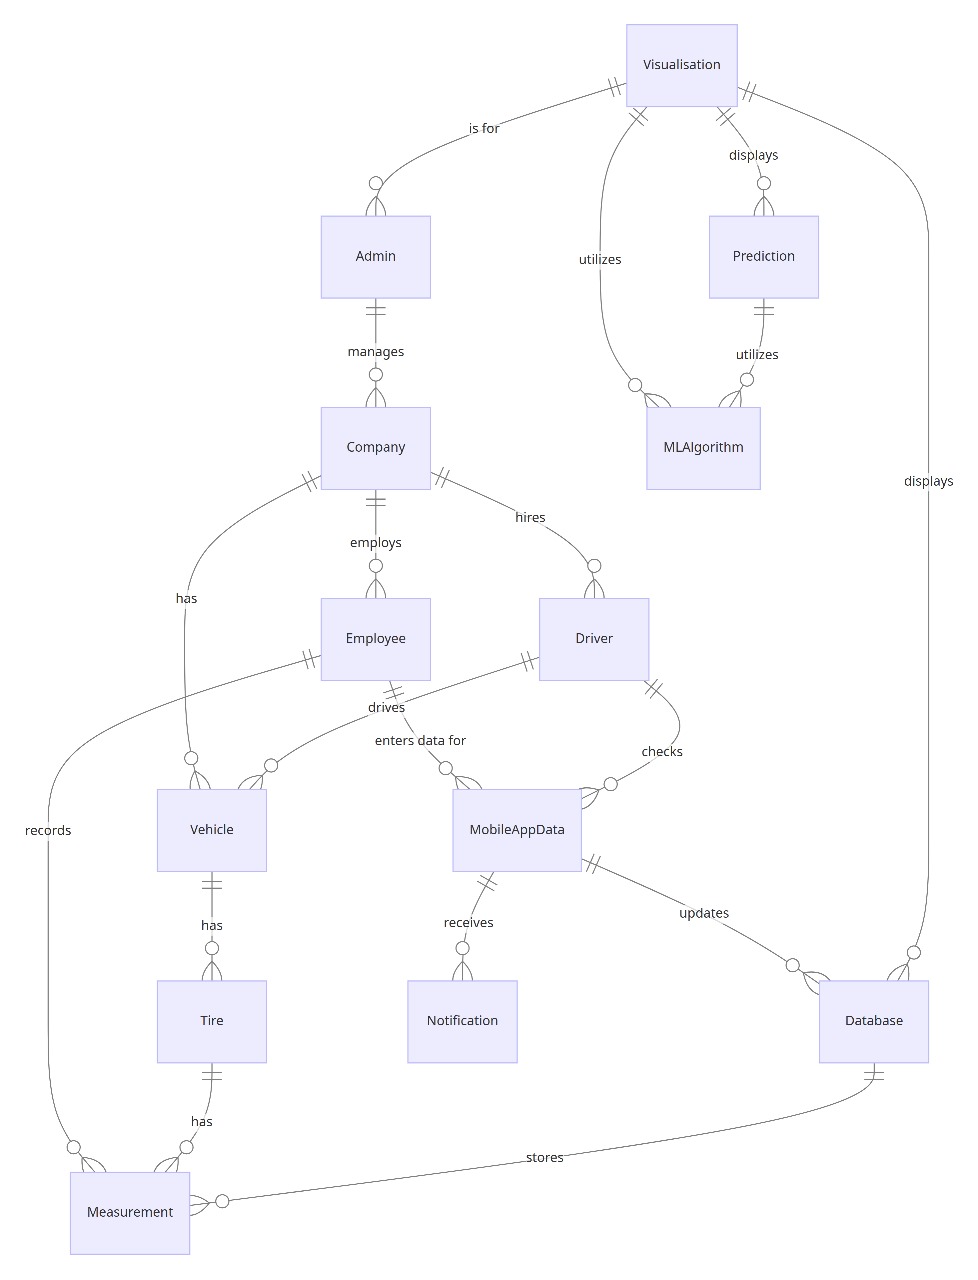 Visualisation
is for
displays
Admin
utilizes
Prediction
manages
utilizes
Company
MLAlgorithm
displays
hires
employs
has
Employee
Driver
drives
enters data for
checks
records
Vehicle
MobileAppData
updates
has
receives
Tire
Notification
Database
has
stores
Measurement